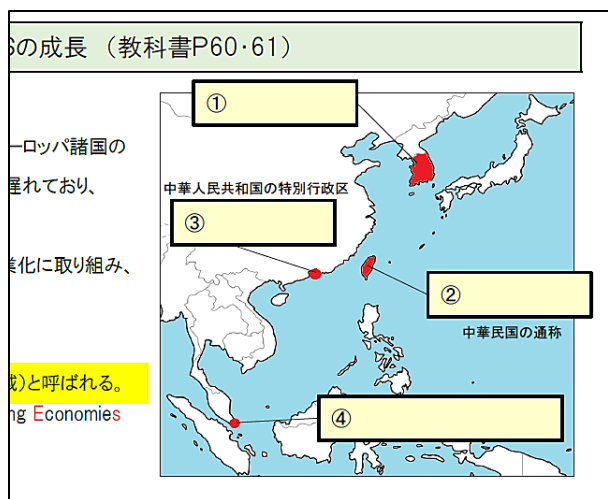 の成長 （教科書P60・61）
ーロッパ諸国の
遅れており、
業化に取り組み、
）と呼ばれる。
ng Economies
①
中華人民共和国の特別行政区
③
②
中華民国の通称
④